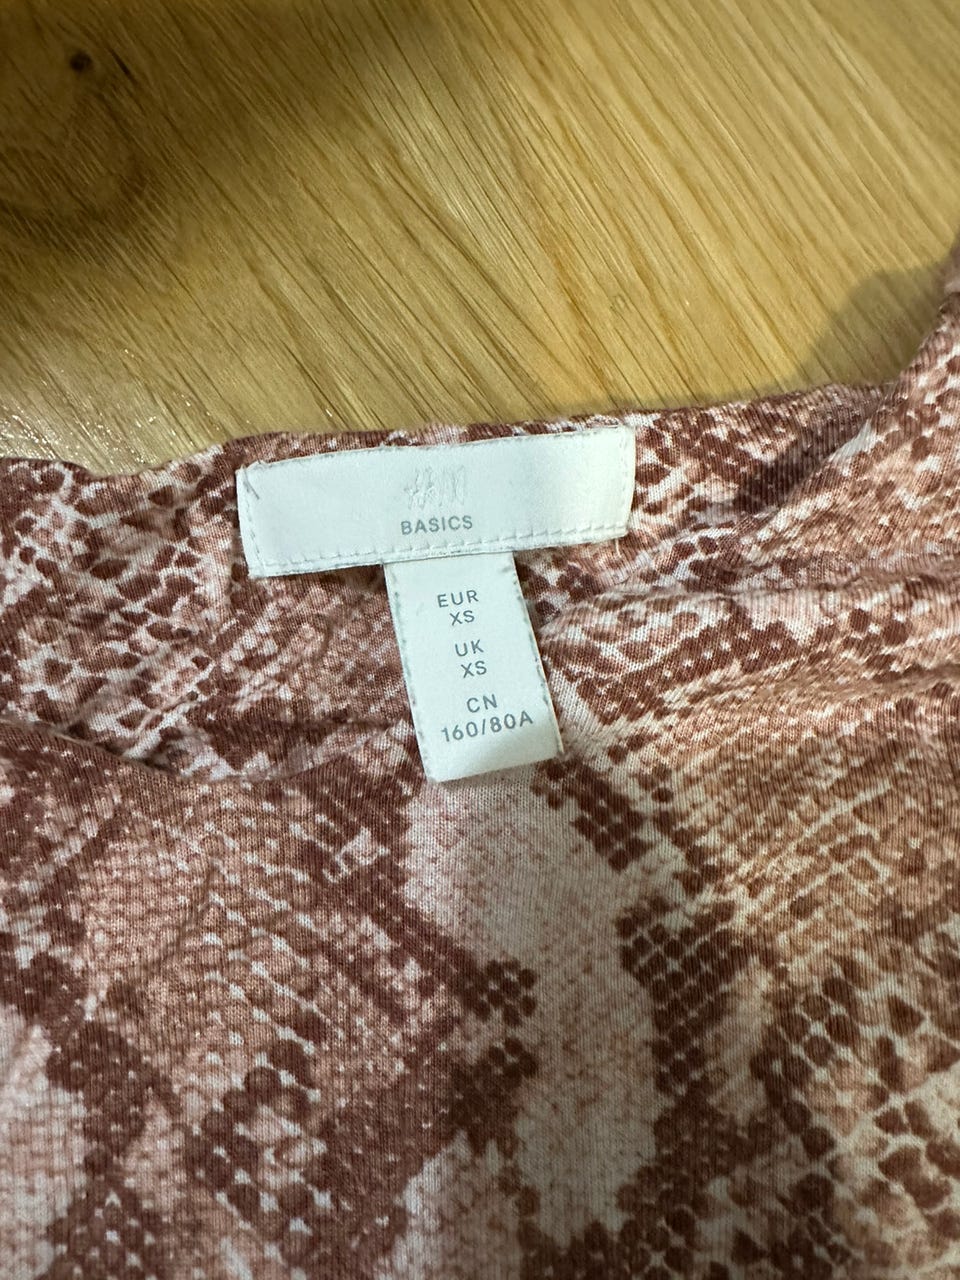 H&M
BASICS
EUR
XS
UK
XS
CN
160/80A